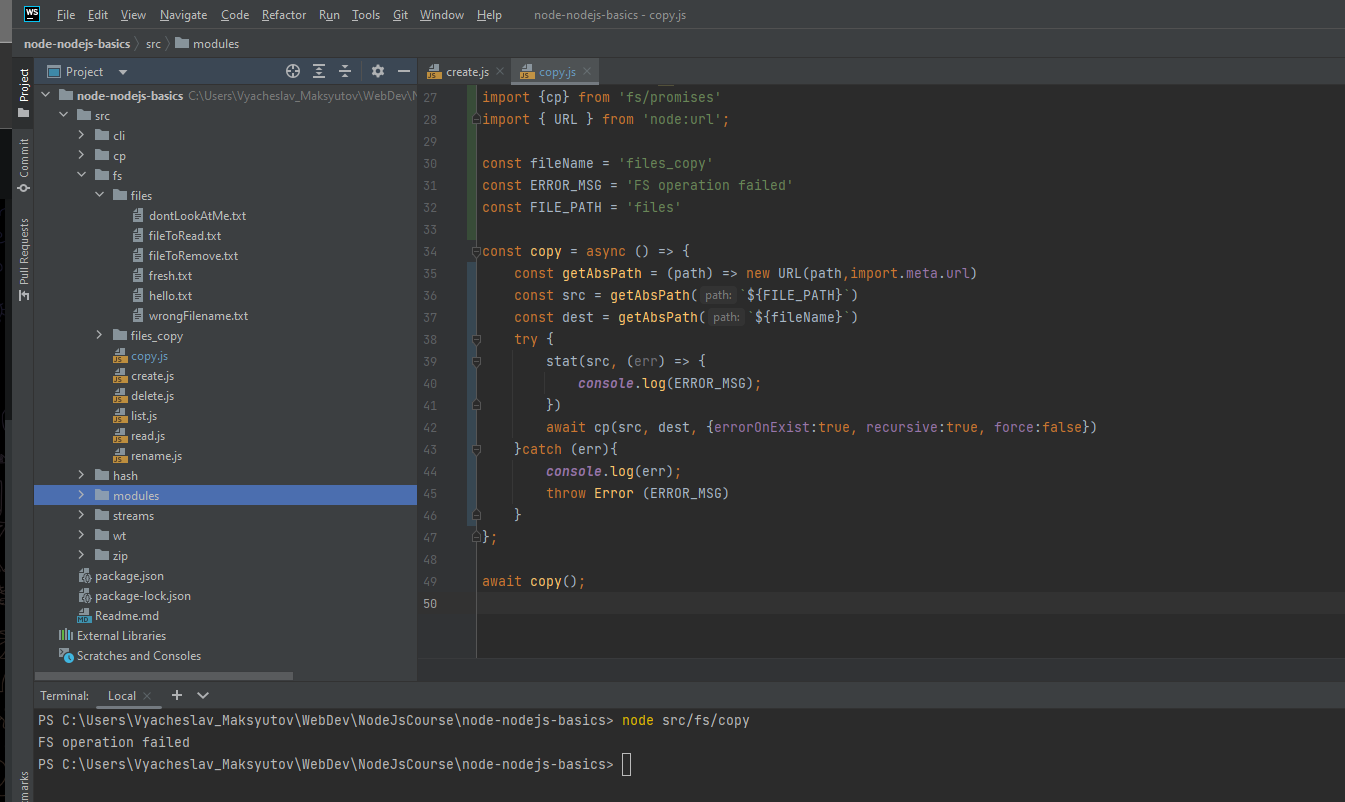 WS File Edit View Navigate Code Refactor Run Tools Git Window Help node-nodejs-basics - copy.js
node-nodejs-basics src modules
Project
Commit
Pull Requests
Project
node-nodejs-basics C:\Users\Vyacheslav_Maksyutov\WebDev\
src
cli
cp
fs
files
dontLookAtMe.txt
fileToRead.txt
fileToRemove.txt
fresh.txt
hello.txt
wrongFilename.txt
files_copy
copy.js
create.js
delete.js
list.js
read.js
rename.js
hash
modules
streams
wt
zip
package.json
package-lock.json
Readme.md
External Libraries
Scratches and Consoles
create.js copy.js
27 import {cp} from 'fs/promises'
28 import { URL } from 'node:url';
29
30 const fileName = 'files_copy'
31 const ERROR_MSG = 'FS operation failed'
32 const FILE_PATH = 'files'
33
34 const copy = async () => {
35 const getAbsPath = (path) => new URL(path,import.meta.url)
36 const src = getAbsPath( path: `${FILE_PATH}`)
37 const dest = getAbsPath( path: `${fileName}`)
38 try {
39 stat(src, (err) => {
40 console.log(ERROR_MSG);
41 })
42 await cp(src, dest, {errorOnExist:true, recursive:true, force:false})
43 }catch (err){
44 console.log(err);
45 throw Error (ERROR_MSG)
46 }
47 };
48
49 await copy();
50
Terminal: Local
PS C:\Users\Vyacheslav_Maksyutov\WebDev\NodeJsCourse\node-nodejs-basics> node src/fs/copy
FS operation failed
PS C:\Users\Vyacheslav_Maksyutov\WebDev\NodeJsCourse\node-nodejs-basics>